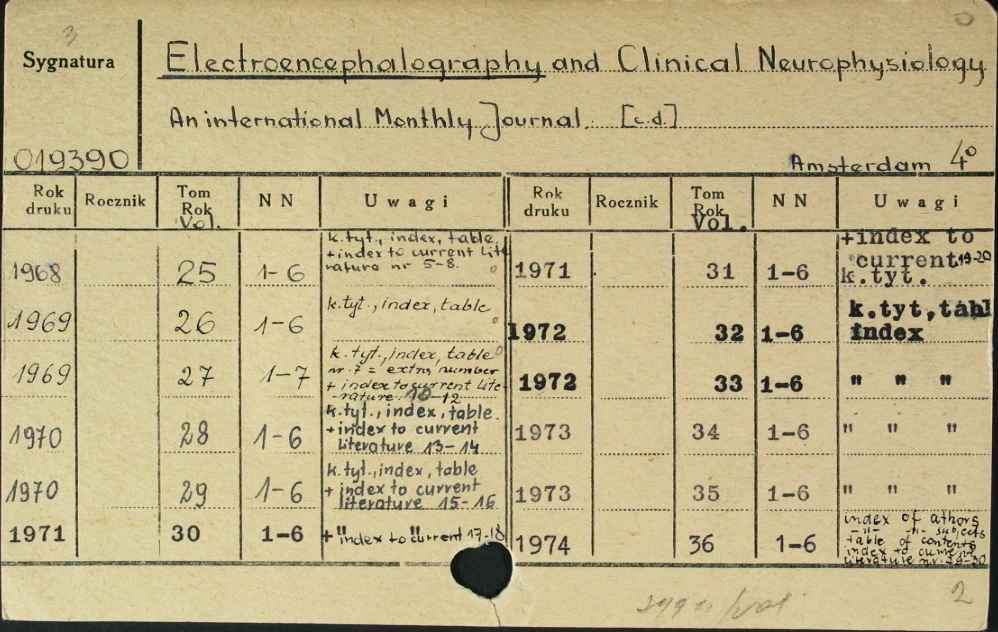 3
Sygnatura
Electroencephalography and Clinical Neurophysiology
An international Monthly Journal. [c.d.]
019390
Amsterdam 4°
Rok druku Rocznik Tom Rok Vol. NN Uwagi
1968 25 1-6 k.tyt., index, table
+index to current lite
rature nr 5-8.
1969 26 1-6 k.tyt., index, table
1969 27 1-7 k.tyt., index, table
nr 7 = extra number
+ index to current lite-
rature 10-12
1970 28 1-6 k.tyt., index, table.
+index to current
Literature 13-14
1970 29 1-6 k.tyt., index, table
+ index to current
literature 15-16
1971 30 1-6 + " index to current 17-18
Rok druku Rocznik Tom Rok Vol. NN Uwagi
1971 31 1-6 +index to
current 19-20
k.tyt.
1972 32 1-6 k.tyt,tabl
index
1972 33 1-6 " " "
1973 34 1-6 " " "
1973 35 1-6 " " "
1974 36 1-6 index of athors
-"- -"- subjects
table of contents
index to current
literature nr
2